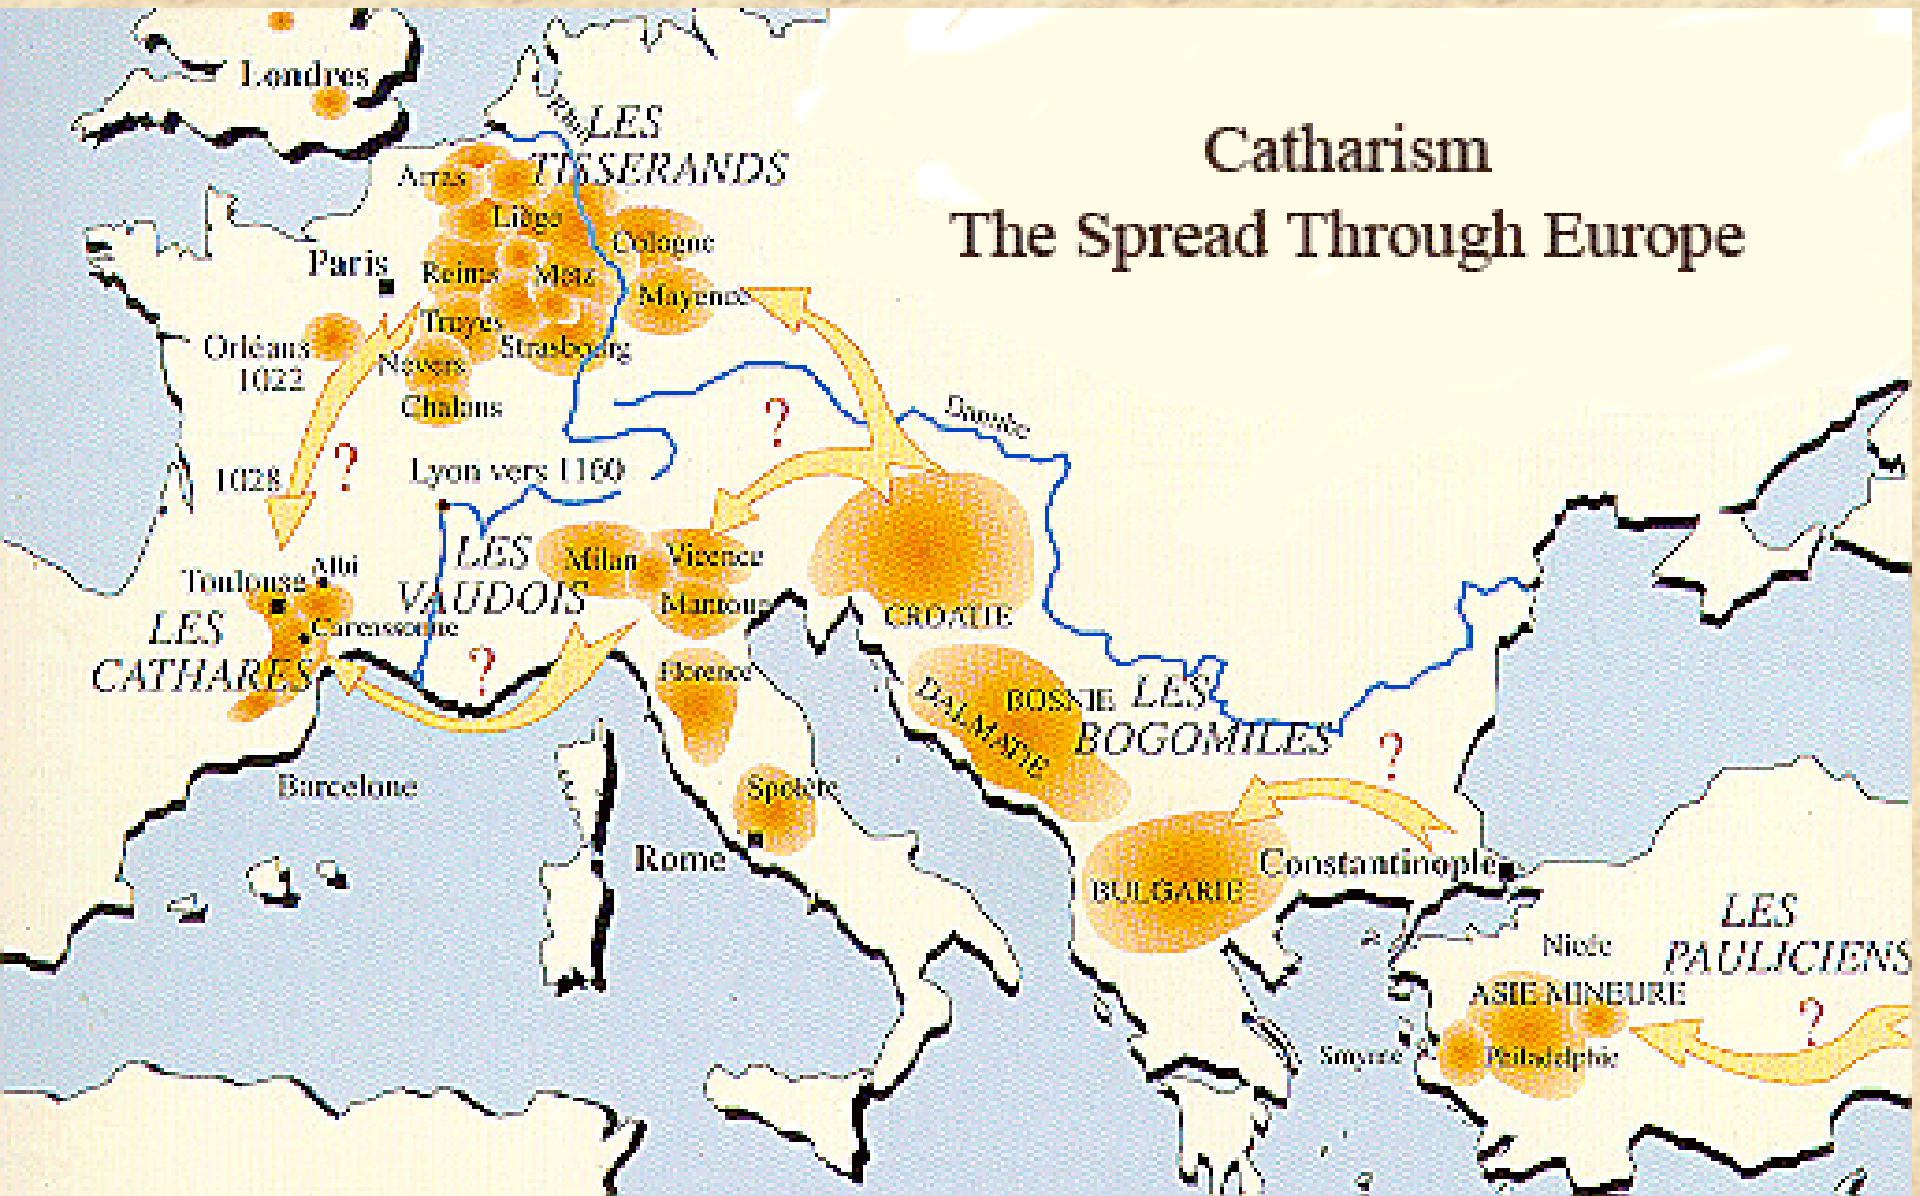 Catharism
The Spread Through Europe
Londres
LES
TISSERANDS
Arras
Liège
Cologne
Paris
Reims
Metz
Mayence
Troyes
Orléans
1022
Strasbourg
Nevers
Chalons
?
Danube
?
1028
Lyon vers 1160
LES
VAUDOIS
Milan
Vicence
Mantoue
Albi
Toulouse
Carcassonne
LES
CATHARES
?
CROATIE
Florence
DALMATIE
BOSNIE
LES
BOGOMILES
?
Barcelone
Spolète
Rome
BULGARIE
Constantinople
LES
PAULICIENS
Nicée
ASIE MINEURE
?
Smyrne
Philadelphie